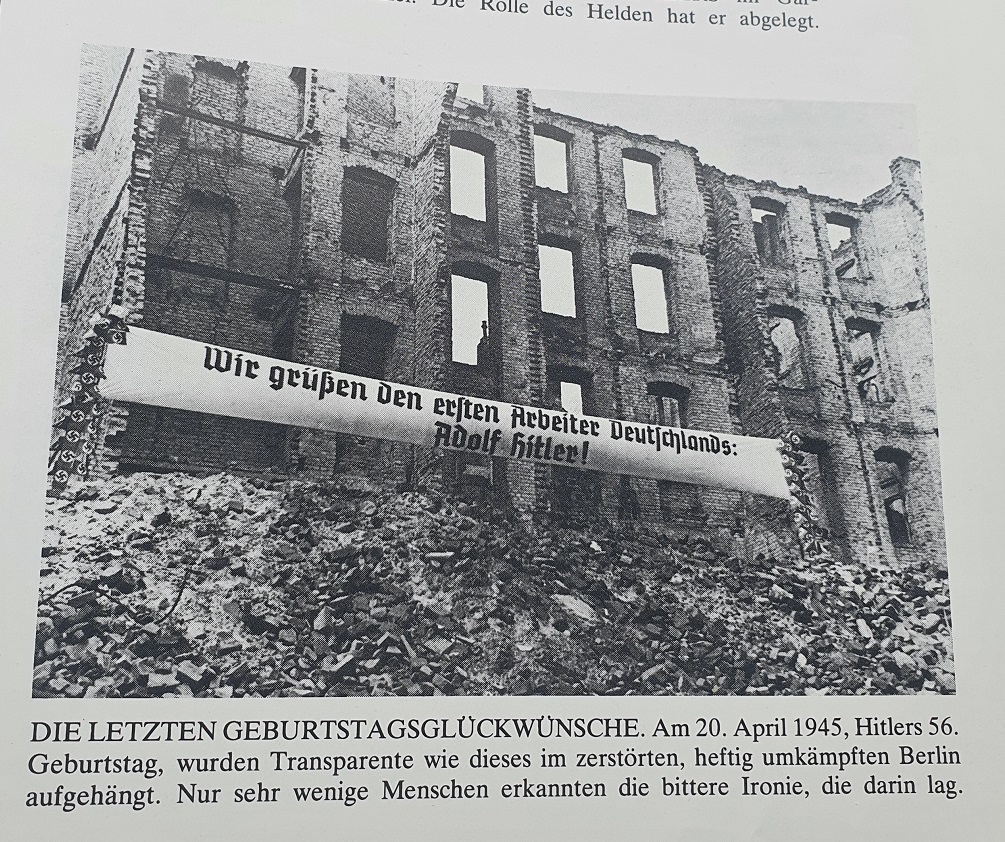 Die Rolle des Helden hat er abgelegt.
Wir grüßen den ersten Arbeiter Deutschlands:
Adolf Hitler!
DIE LETZTEN GEBURTSTAGSGLÜCKWÜNSCHE. Am 20. April 1945, Hitlers 56.
Geburtstag, wurden Transparente wie dieses im zerstörten, heftig umkämpften Berlin
aufgehängt. Nur sehr wenige Menschen erkannten die bittere Ironie, die darin lag.